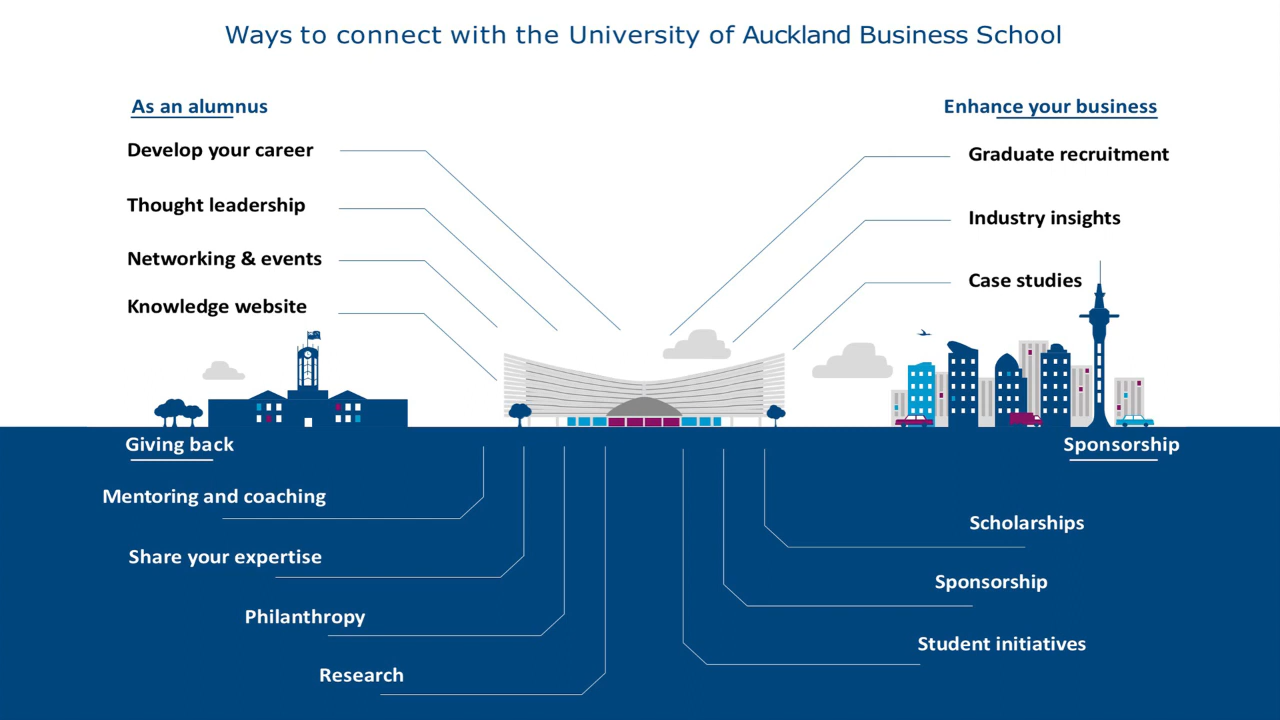 Ways to connect with the University of Auckland Business School
As an alumnus
Develop your career
Thought leadership
Networking & events
Knowledge website
Enhance your business
Graduate recruitment
Industry insights
Case studies
Giving back
Mentoring and coaching
Share your expertise
Philanthropy
Research
Sponsorship
Scholarships
Sponsorship
Student initiatives